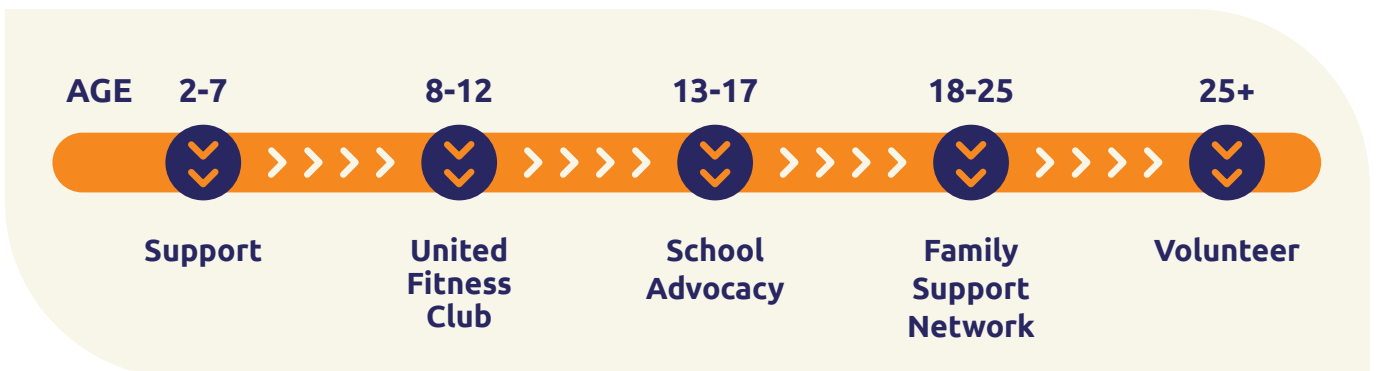 AGE 2-7 8-12 13-17 18-25 25+
Support
United
Fitness
Club
School
Advocacy
Family
Support
Network
Volunteer